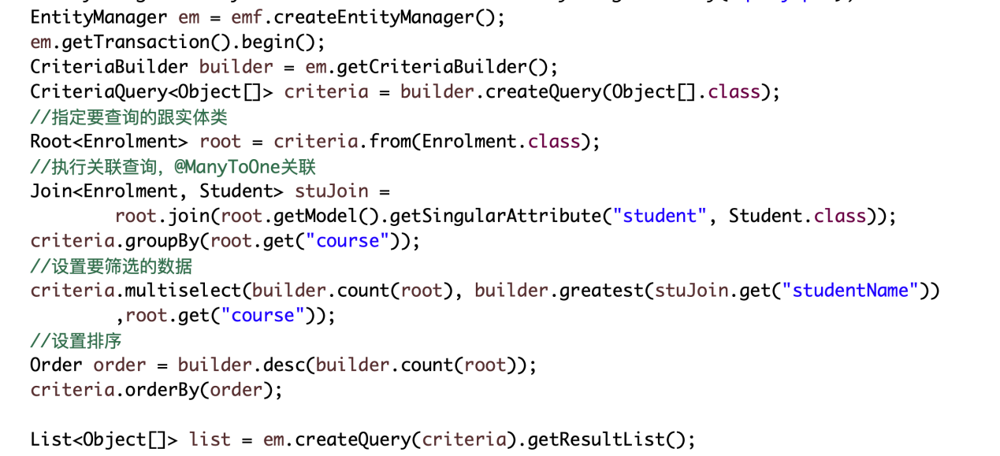 EntityManager em = emf.createEntityManager();
em.getTransaction().begin();
CriteriaBuilder builder = em.getCriteriaBuilder();
CriteriaQuery<Object[]> criteria = builder.createQuery(Object[].class);
//指定要查询的跟实体类
Root<Enrolment> root = criteria.from(Enrolment.class);
//执行关联查询，@ManyToOne关联
Join<Enrolment, Student> stuJoin =
        root.join(root.getModel().getSingularAttribute("student", Student.class));
criteria.groupBy(root.get("course"));
//设置要筛选的数据
criteria.multiselect(builder.count(root), builder.greatest(stuJoin.get("studentName"))
        ,root.get("course"));
//设置排序
Order order = builder.desc(builder.count(root));
criteria.orderBy(order);
List<Object[]> list = em.createQuery(criteria).getResultList();